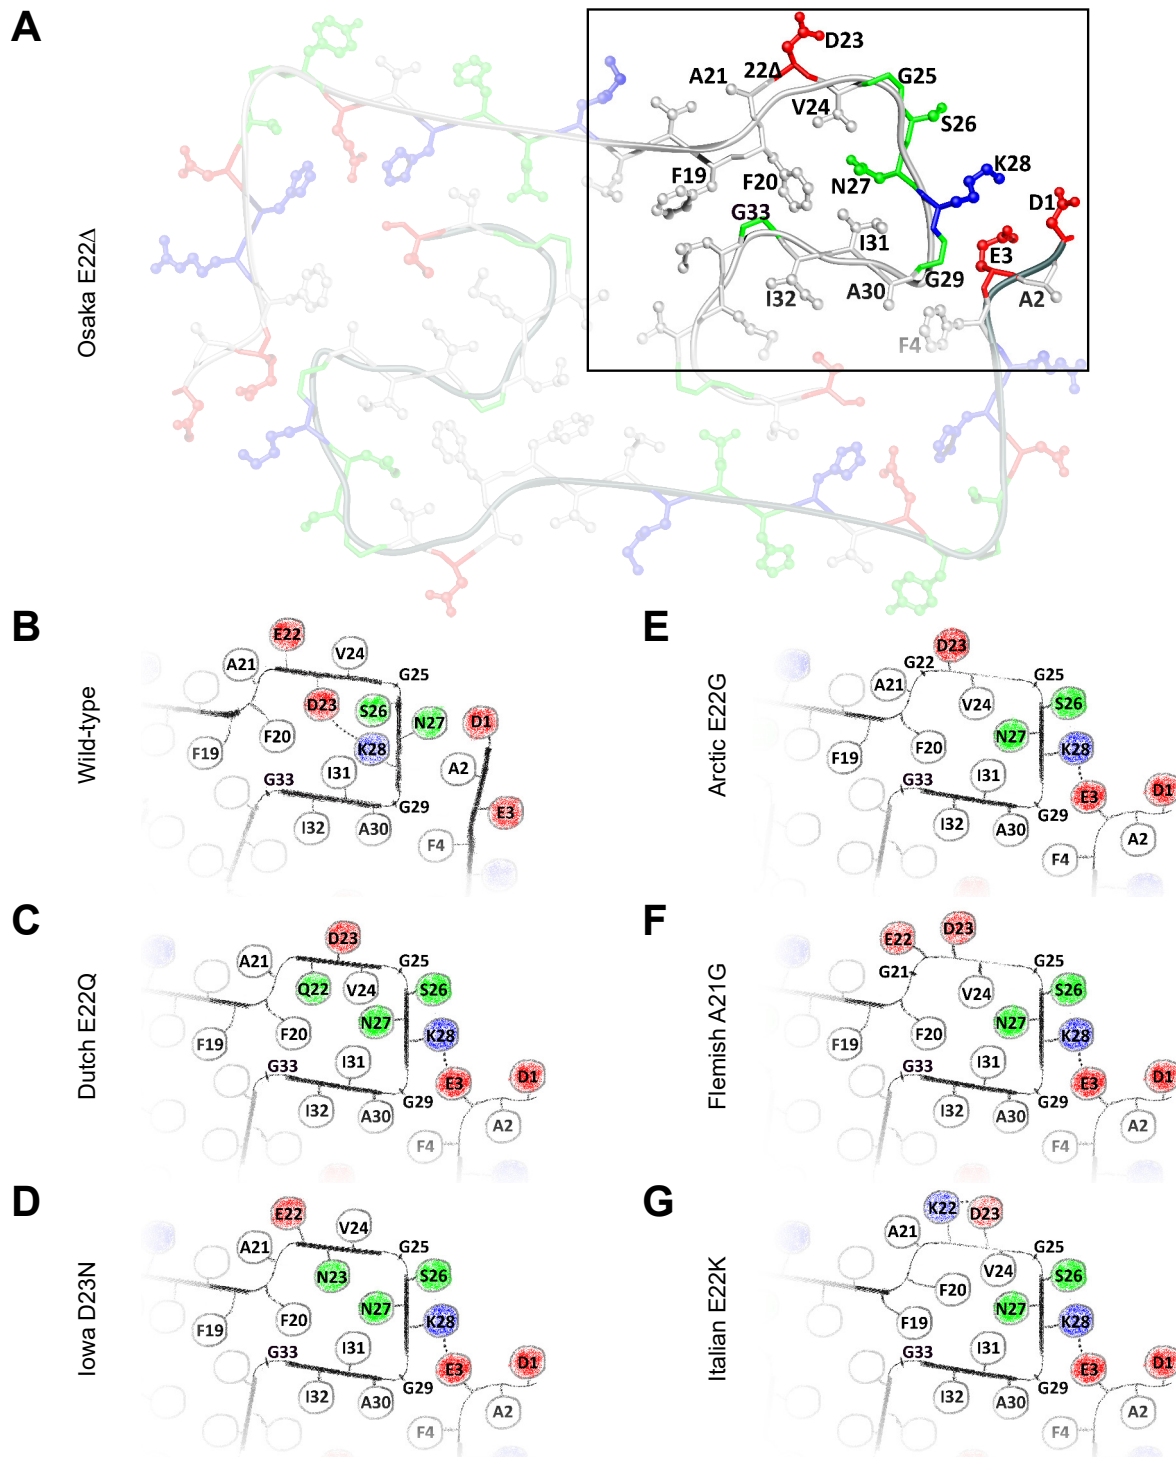 A
Osaka E22Δ
D23
A21
22Δ
G25
V24
S26
F19
F20
N27
K28
G33
D1
I31
E3
I32
A30
G29
A2
F4
B
Wild-type
E22
A21
V24
G25
D23
S26
N27
D1
F19
F20
K28
A2
G33
I31
G29
E3
I32
A30
F4
E
Arctic E22G
D23
G22
G25
A21
V24
S26
N27
F19
F20
K28
G33
I31
E3
D1
I32
A30
G29
A2
F4
C
Dutch E22Q
D23
A21
G25
Q22
V24
S26
F19
F20
N27
K28
G33
I31
E3
D1
I32
A30
G29
A2
F4
F
Flemish A21G
E22
D23
G21
G25
V24
S26
F19
F20
N27
K28
G33
I31
E3
D1
I32
A30
G29
A2
F4
D
Iowa D23N
E22
V24
A21
G25
N23
S26
F19
F20
N27
K28
G33
I31
E3
D1
I32
A30
G29
A2
F4
G
Italian E22K
K22
D23
A21
G25
V24
S26
F20
F19
N27
K28
G33
I31
E3
D1
I32
A30
G29
A2
F4